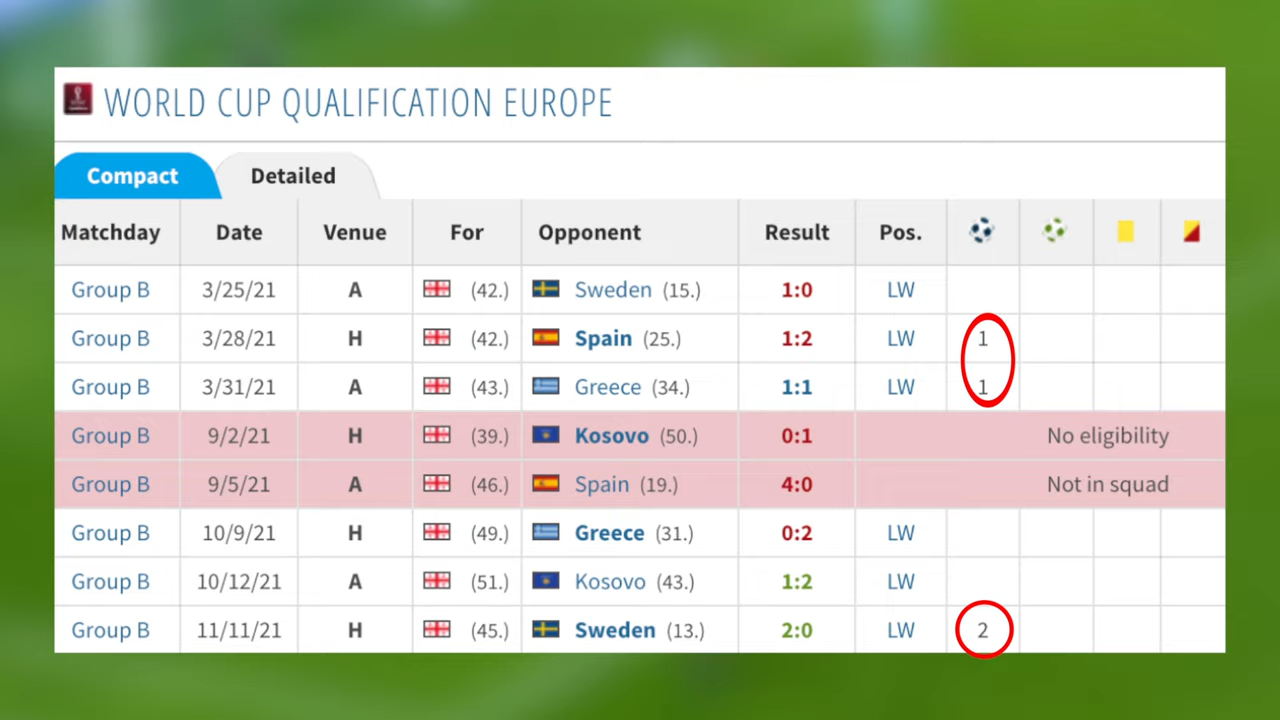 WORLD CUP QUALIFICATION EUROPE
Compact Detailed
Matchday Date Venue For Opponent Result Pos.
Group B 3/25/21 A (42.) Sweden (15.) 1:0 LW
Group B 3/28/21 H (42.) Spain (25.) 1:2 LW 1
Group B 3/31/21 A (43.) Greece (34.) 1:1 LW 1
Group B 9/2/21 H (39.) Kosovo (50.) 0:1 No eligibility
Group B 9/5/21 A (46.) Spain (19.) 4:0 Not in squad
Group B 10/9/21 H (49.) Greece (31.) 0:2 LW
Group B 10/12/21 A (51.) Kosovo (43.) 1:2 LW
Group B 11/11/21 H (45.) Sweden (13.) 2:0 LW 2